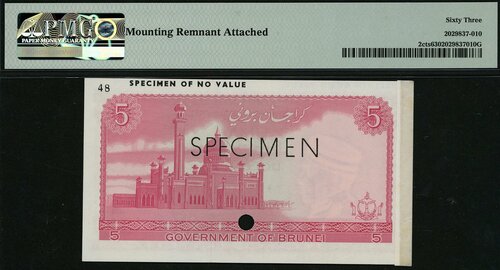 PMG
PAPER MONEY GUARANTY
Mounting Remnant Attached
Sixty Three
2029837-010
2cts6302029837010G
SPECIMEN OF NO VALUE
48
5
کراجأن بروني
5
SPECIMEN
5
GOVERNMENT OF BRUNEI
5